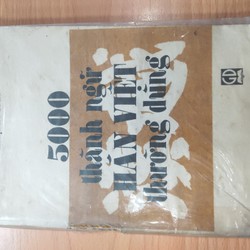 5000
thành ngữ
HÁN VIỆT
thường dùng